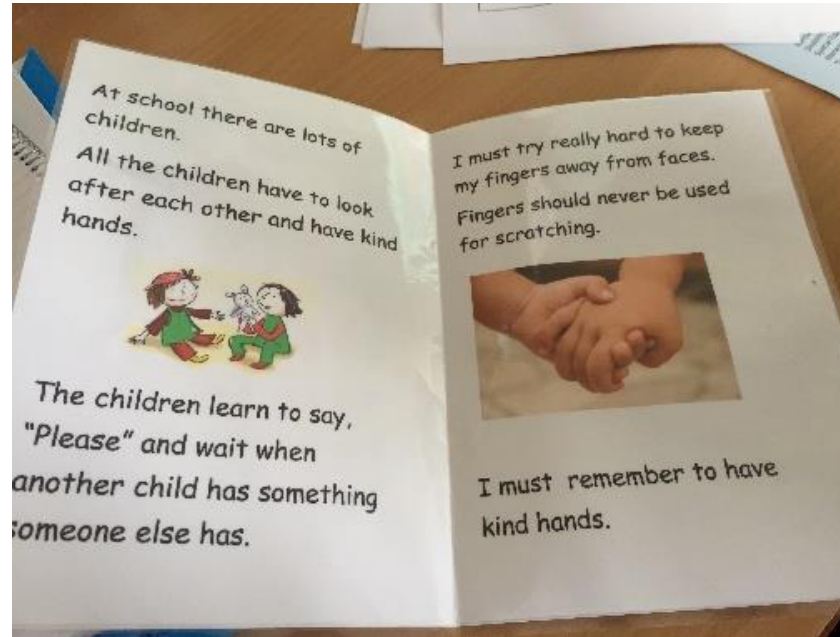 At school there are lots of
children.
All the children have to look
after each other and have kind
hands.
The children learn to say,
"Please" and wait when
another child has something
someone else has.
I must try really hard to keep
my fingers away from faces.
Fingers should never be used
for scratching.
I must remember to have
kind hands.